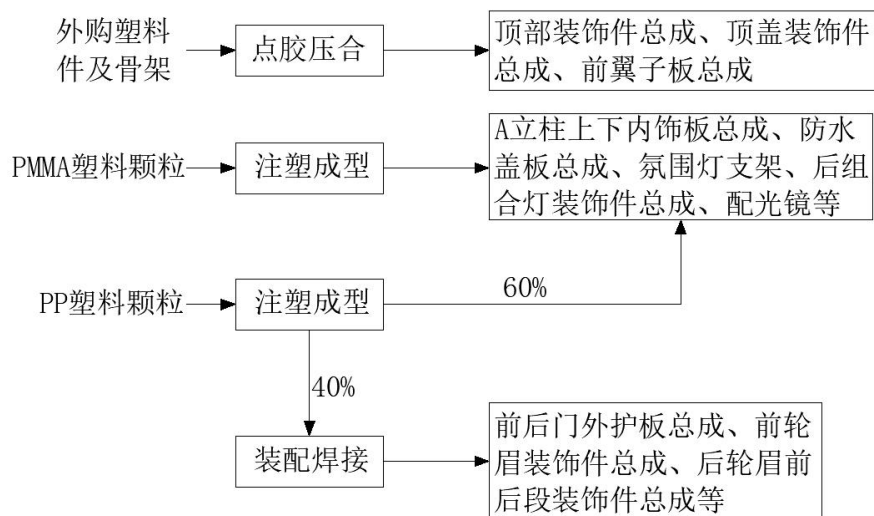 外购塑料
件及骨架
点胶压合
顶部装饰件总成、顶盖装饰件
总成、前翼子板总成
PMMA塑料颗粒
注塑成型
A立柱上下内饰板总成、防水
盖板总成、氛围灯支架、后组
合灯装饰件总成、配光镜等
PP塑料颗粒
注塑成型
60%
40%
装配焊接
前后门外护板总成、前轮
眉装饰件总成、后轮眉前
后段装饰件总成等